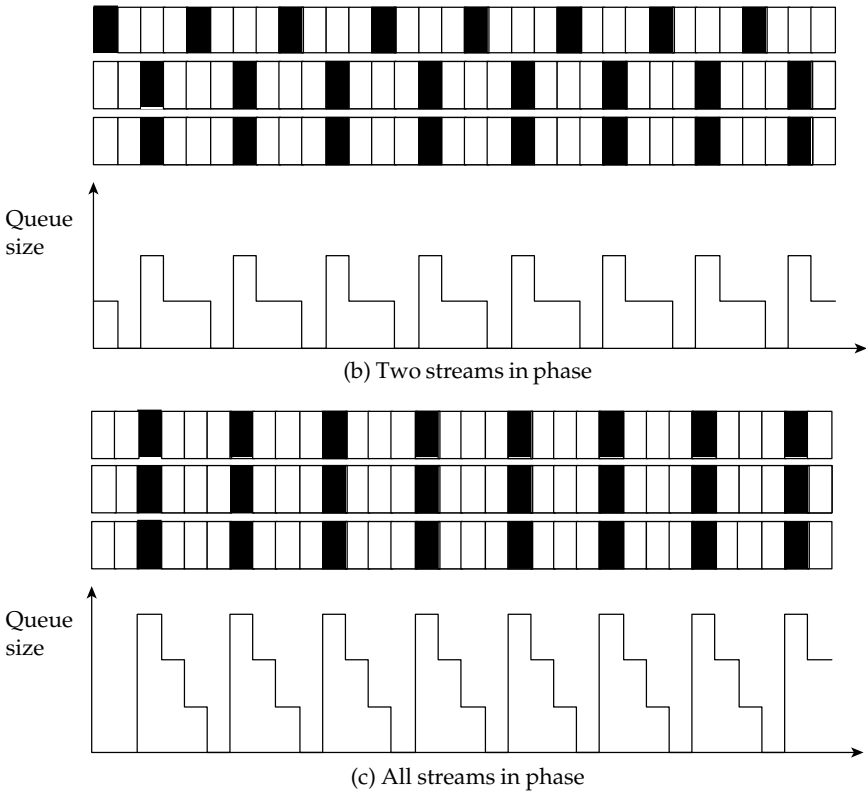 Queue
size
(b) Two streams in phase
Queue
size
(c) All streams in phase